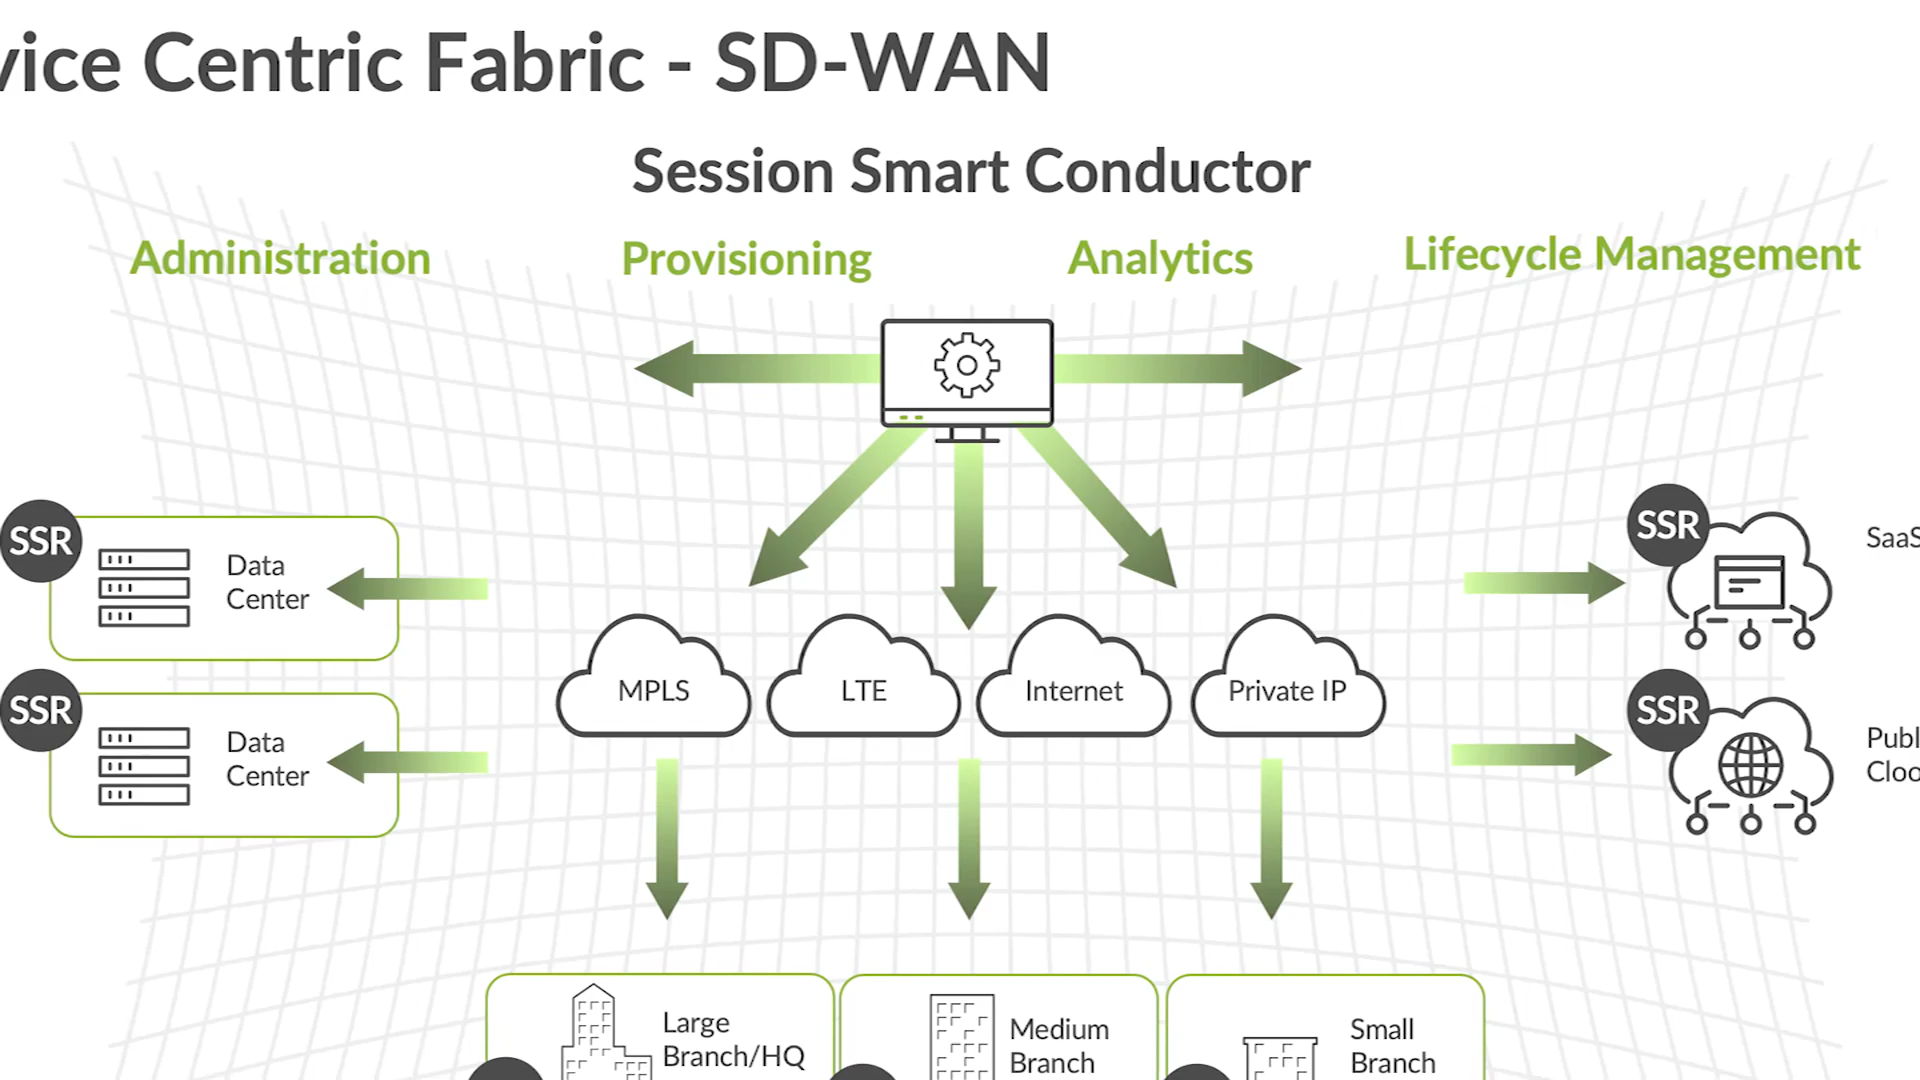 vice Centric Fabric - SD-WAN
Session Smart Conductor
Administration
Provisioning
Analytics
Lifecycle Management
SSR
Data
Center
SSR
SaaS
MPLS
LTE
Internet
Private IP
SSR
Data
Center
SSR
Publ
Clou
Large
Branch/HQ
Medium
Branch
Small
Branch